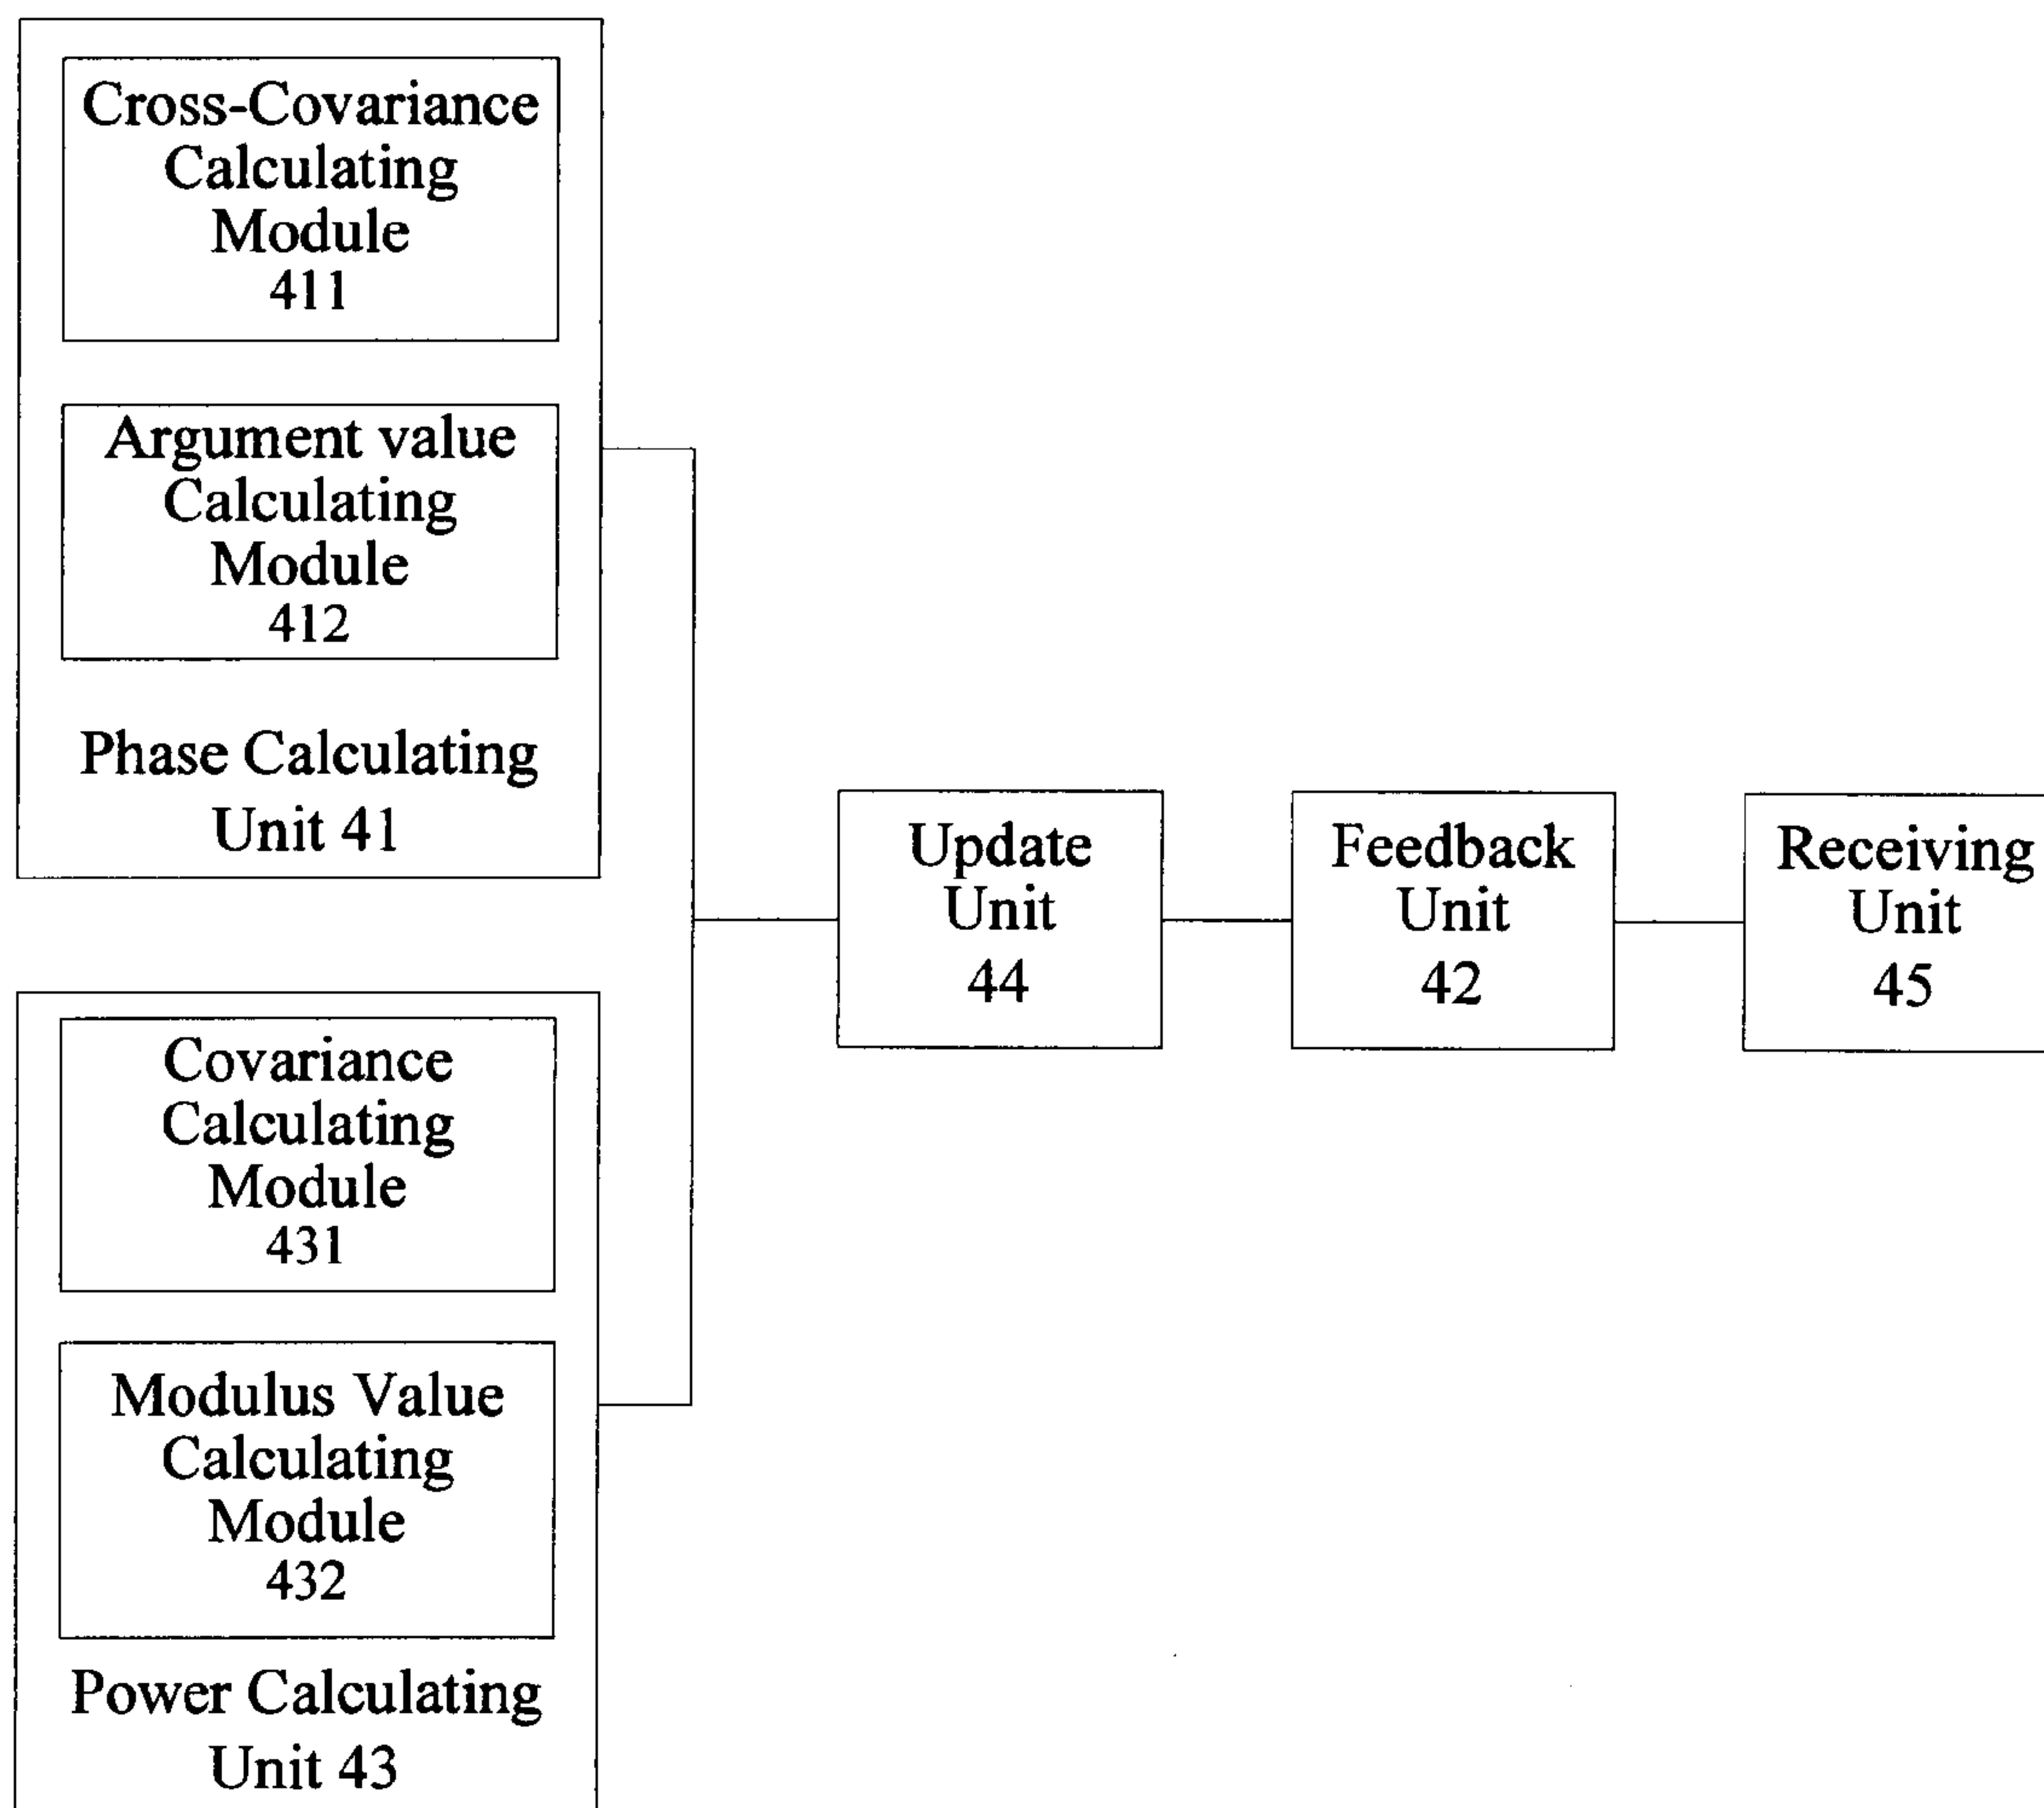 Cross-Covariance
Calculating
Module
411
Argument value
Calculating
Module
412
Phase Calculating
Unit 41
Covariance
Calculating
Module
431
Modulus Value
Calculating
Module
432
Power Calculating
Unit 43
Update
Unit
44
Feedback
Unit
42
Receiving
Unit
45